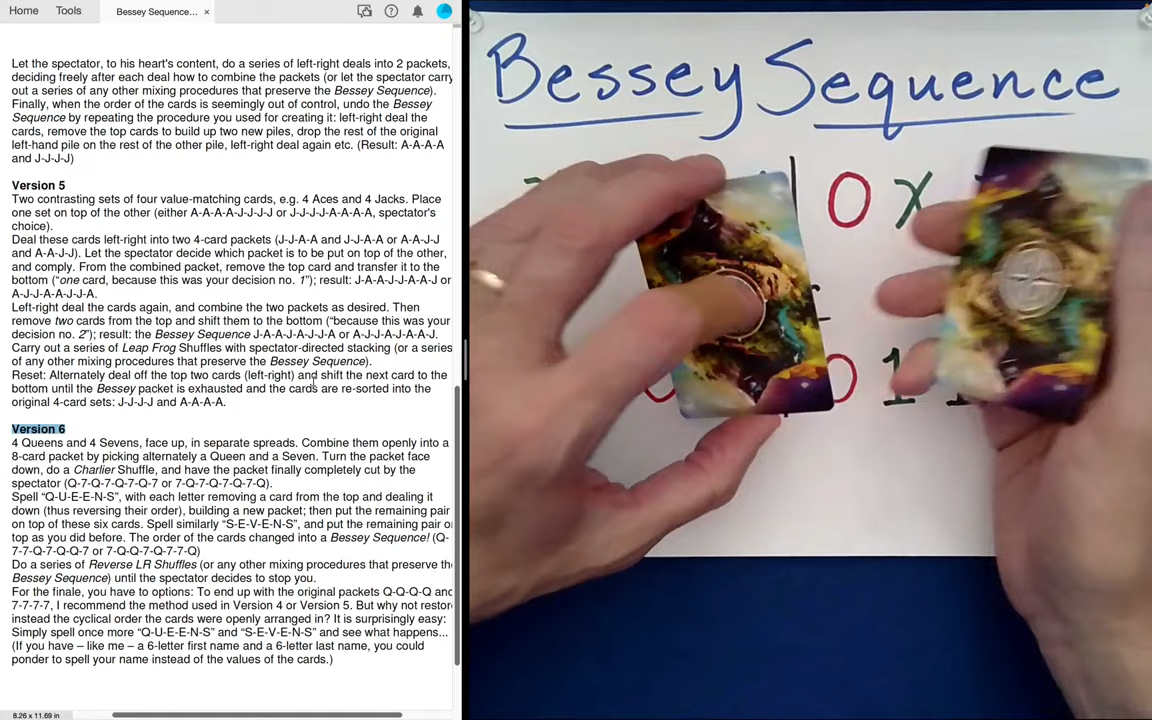 Home Tools Bessey Sequence... ×
Let the spectator, to his heart's content, do a series of left-right deals into 2 packets,
deciding freely after each deal how to combine the packets (or let the spectator carry
out a series of any other mixing procedures that preserve the Bessey Sequence).
Finally, when the order of the cards is seemingly out of control, undo the Bessey
Sequence by repeating the procedure you used for creating it: left-right deal the
cards, remove the top cards to build up two new piles, drop the rest of the original
left-hand pile on the rest of the other pile, left-right deal again etc. (Result: A-A-A-A
and J-J-J-J)
Version 5
Two contrasting sets of four value-matching cards, e.g. 4 Aces and 4 Jacks. Place
one set on top of the other (either A-A-A-A-J-J-J-J or J-J-J-J-A-A-A-A, spectator's
choice).
Deal these cards left-right into two 4-card packets (J-J-A-A and J-J-A-A or A-A-J-J
and A-A-J-J). Let the spectator decide which packet is to be put on top of the other,
and comply. From the combined packet, remove the top card and transfer it to the
bottom ("one card, because this was your decision no. 1"); result: J-A-A-J-J-A-A-J or
A-J-J-A-A-J-J-A.
Left-right deal the cards again, and combine the two packets as desired. Then
remove two cards from the top and shift them to the bottom ("because this was your
decision no. 2"); result: the Bessey Sequence J-A-A-J-A-J-J-A or A-J-J-A-J-A-A-J.
Carry out a series of Leap Frog Shuffles with spectator-directed stacking (or a series
of any other mixing procedures that preserve the Bessey Sequence).
Reset: Alternately deal off the top two cards (left-right) and shift the next card to the
bottom until the Bessey packet is exhausted and the cards are re-sorted into the
original 4-card sets: J-J-J-J and A-A-A-A.
Version 6
4 Queens and 4 Sevens, face up, in separate spreads. Combine them openly into a
8-card packet by picking alternately a Queen and a Seven. Turn the packet face
down, do a Charlier Shuffle, and have the packet finally completely cut by the
spectator (Q-7-Q-7-Q-7-Q-7 or 7-Q-7-Q-7-Q-7-Q).
Spell "Q-U-E-E-N-S", with each letter removing a card from the top and dealing it
down (thus reversing their order), building a new packet; then put the remaining pair
on top of these six cards. Spell similarly "S-E-V-E-N-S", and put the remaining pair o
top as you did before. The order of the cards changed into a Bessey Sequence! (Q-
7-7-Q-7-Q-Q-7 or 7-Q-Q-7-Q-7-7-Q)
Do a series of Reverse LR Shuffles (or any other mixing procedures that preserve th
Bessey Sequence) until the spectator decides to stop you.
For the finale, you have to options: To end up with the original packets Q-Q-Q-Q and
7-7-7-7, I recommend the method used in Version 4 or Version 5. But why not restor
instead the cyclical order the cards were openly arranged in? It is surprisingly easy:
Simply spell once more "Q-U-E-E-N-S" and "S-E-V-E-N-S" and see what happens...
(If you have – like me – a 6-letter first name and a 6-letter last name, you could
ponder to spell your name instead of the values of the cards.)
8.26 x 11.69 in
Bessey Sequence
0 X
0 1